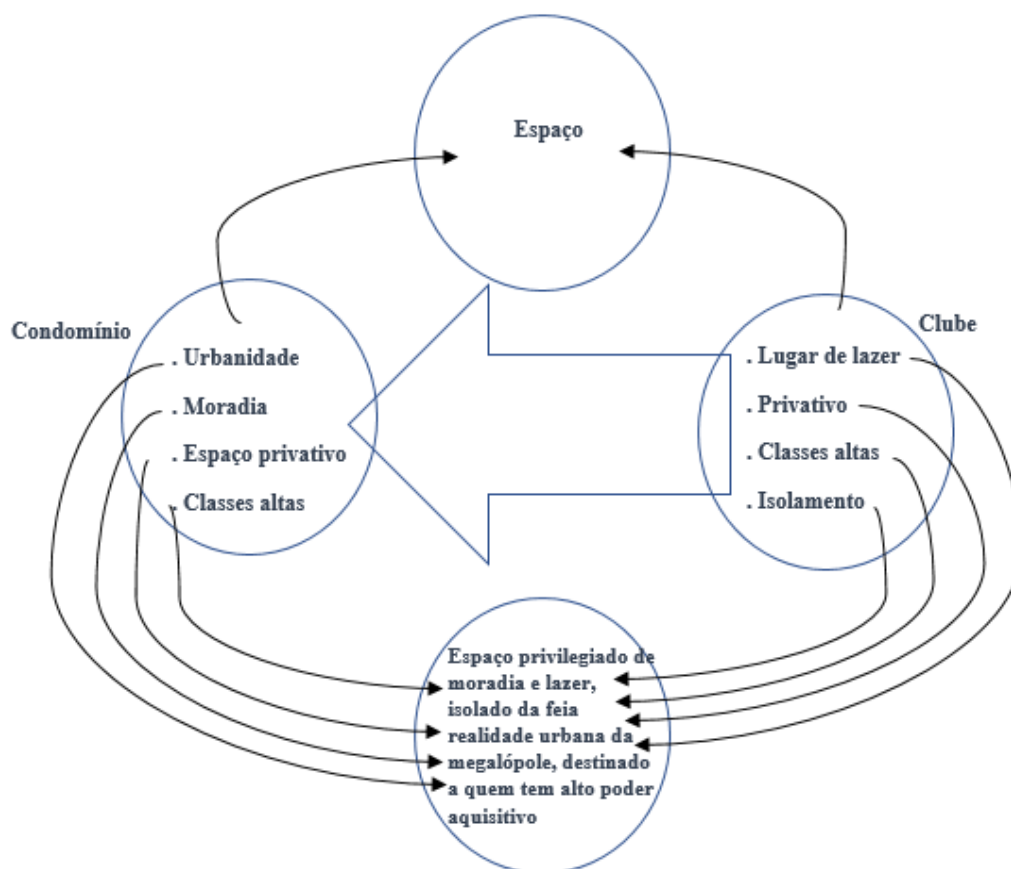 Espaço
Condomínio
. Urbanidade
. Moradia
. Espaço privativo
. Classes altas
Clube
. Lugar de lazer
. Privativo
. Classes altas
. Isolamento
Espaço privilegiado de
moradia e lazer,
isolado da feia
realidade urbana da
megalópole, destinado
a quem tem alto poder
aquisitivo